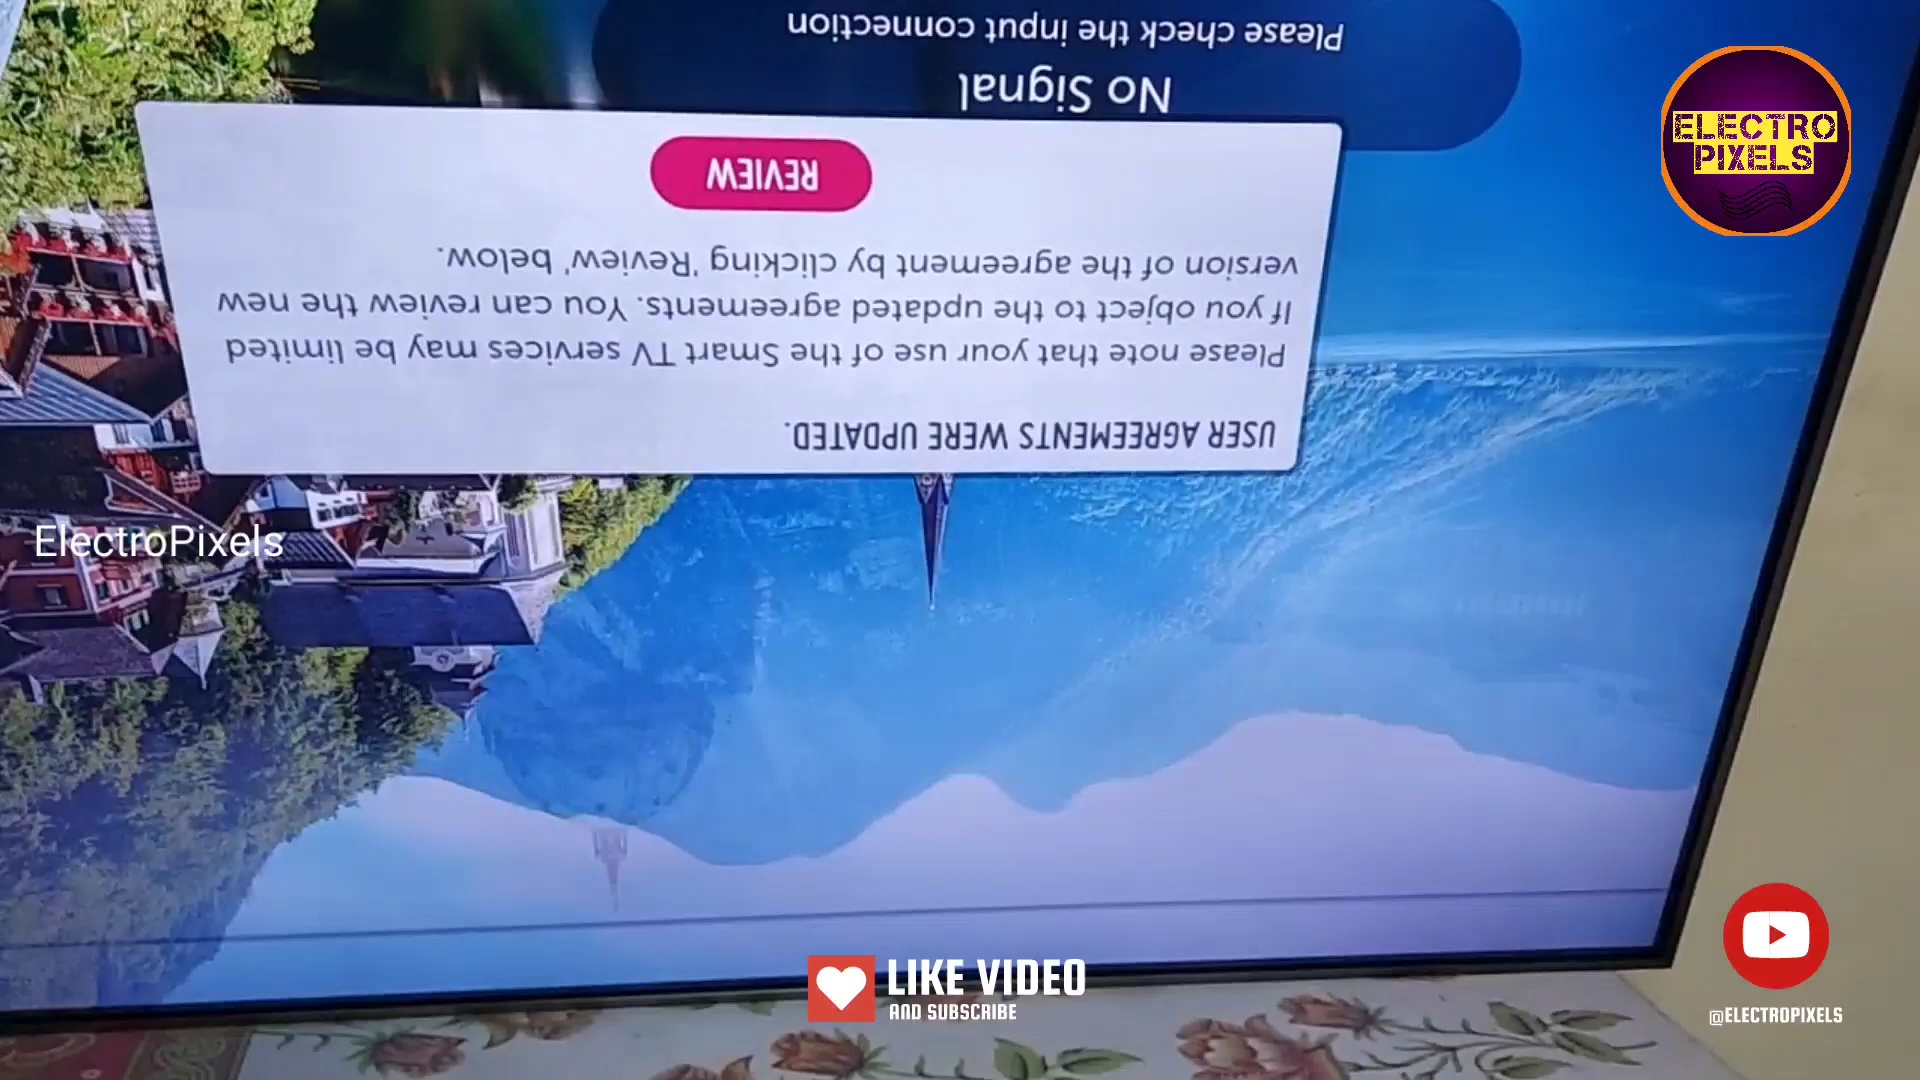 USER AGREEMENTS WERE UPDATED.
Please note that your use of the Smart TV services may be limited
If you object to the updated agreements. You can review the new
version of the agreement by clicking 'Review' below.
REVIEW
No Signal
Please check the input connection
ELECTRO
PIXELS
ElectroPixels
LIKE VIDEO
AND SUBSCRIBE
@ELECTROPIXELS